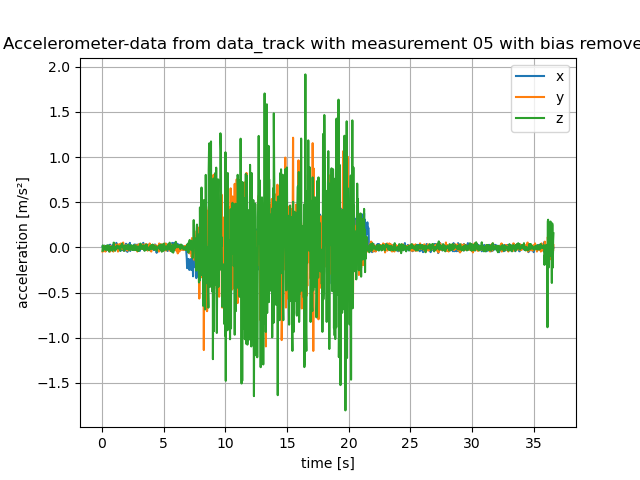 Accelerometer-data from data_track with measurement 05 with bias remove
2.0
1.5
1.0
0.5
0.0
−0.5
−1.0
−1.5
acceleration [m/s²]
x
y
z
0 5 10 15 20 25 30 35
time [s]